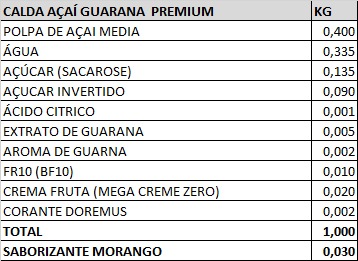 CALDA AÇAÍ GUARANA PREMIUM KG
POLPA DE AÇAI MEDIA 0,400
ÁGUA 0,335
AÇÚCAR (SACAROSE) 0,135
AÇUCAR INVERTIDO 0,090
ÁCIDO CITRICO 0,001
EXTRATO DE GUARANA 0,005
AROMA DE GUARNA 0,002
FR10 (BF10) 0,010
CREMA FRUTA (MEGA CREME ZERO) 0,020
CORANTE DOREMUS 0,002
TOTAL 1,000
SABORIZANTE MORANGO 0,030